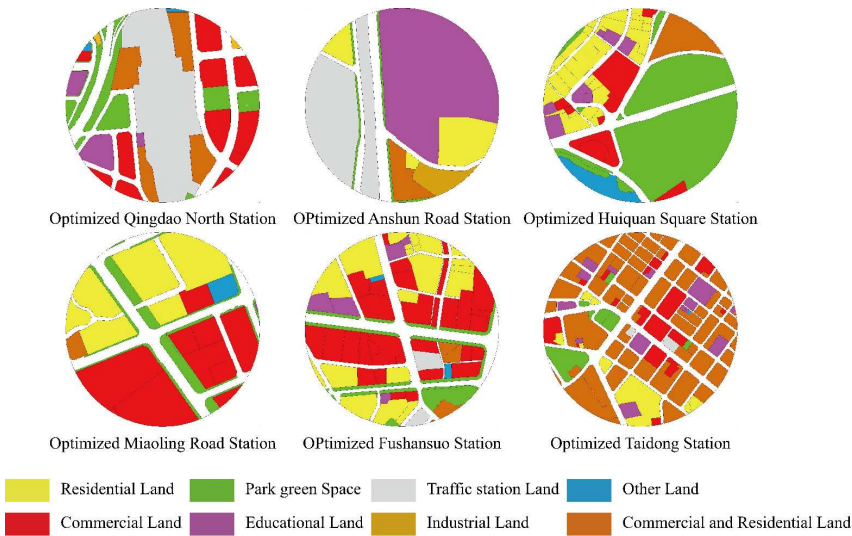 Optimized Qingdao North Station
OPtimized Anshun Road Station
Optimized Huiquan Square Station
Optimized Miaoling Road Station
OPtimized Fushansuo Station
Optimized Taidong Station
Residential Land
Park green Space
Traffic station Land
Other Land
Commercial Land
Educational Land
Industrial Land
Commercial and Residential Land